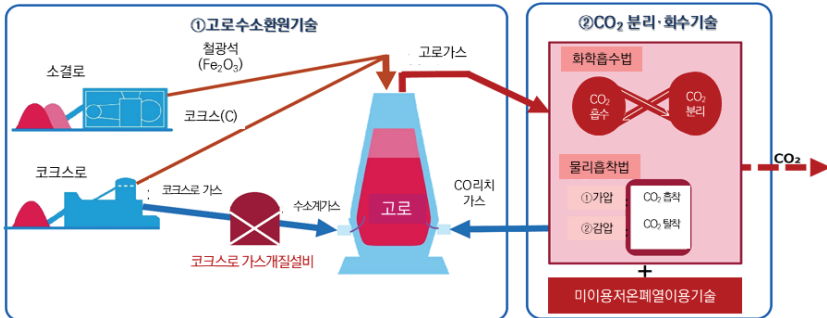 ①고로수소환원기술
철광석
(Fe₂O₃)
소결로
코크스(C)
코크스로
코크스로 가스
수소계가스
코크스로 가스개질설비
고로가스
고로
CO리치
가스
②CO₂ 분리·회수기술
화학흡수법
CO₂
흡수
CO₂
분리
물리흡착법
①가압
CO₂ 흡착
②감압
CO₂ 탈착
CO₂
+
미이용저온폐열이용기술